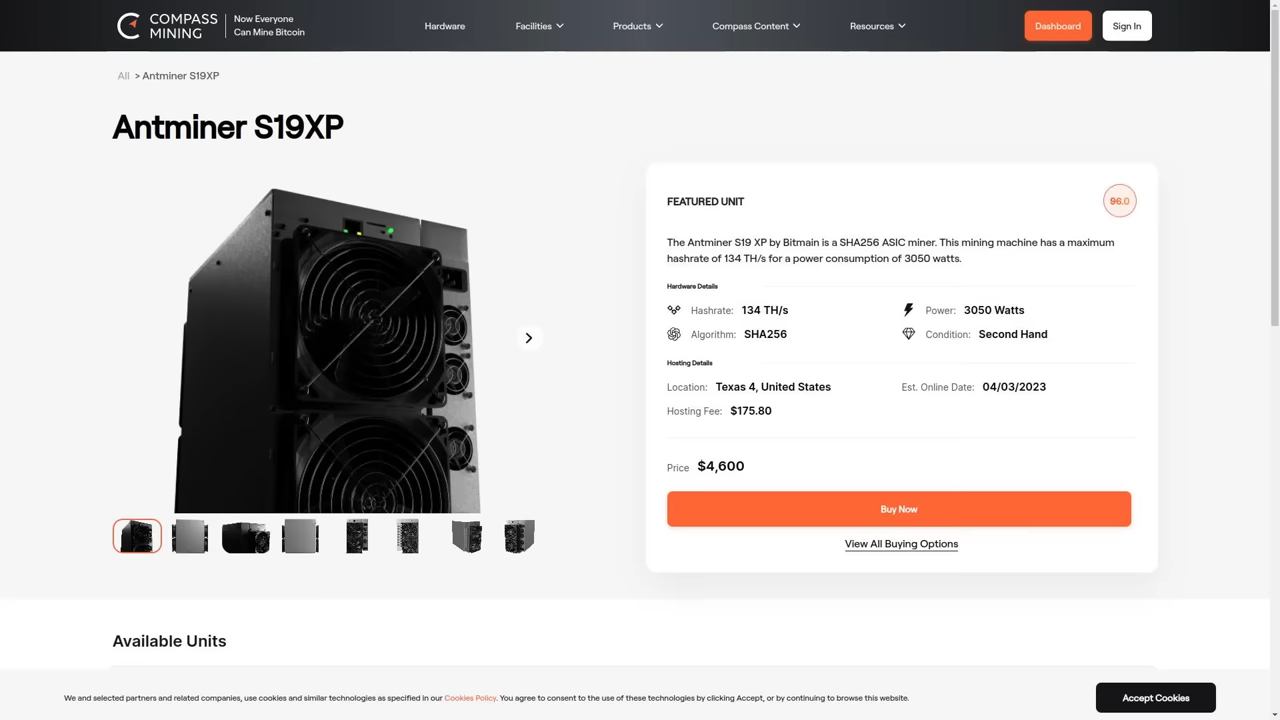 COMPASS
MINING
Now Everyone
Can Mine Bitcoin
Hardware
Facilities
Products
Compass Content
Resources
Dashboard
Sign In
All > Antminer S19XP
Antminer S19XP
FEATURED UNIT
96.0
The Antminer S19 XP by Bitmain is a SHA256 ASIC miner. This mining machine has a maximum
hashrate of 134 TH/s for a power consumption of 3050 watts.
Hardware Details
Hashrate: 134 TH/s
Power: 3050 Watts
Algorithm: SHA256
Condition: Second Hand
Hosting Details
Location: Texas 4, United States
Est. Online Date: 04/03/2023
Hosting Fee: $175.80
Price $4,600
Buy Now
View All Buying Options
Available Units
We and selected partners and related companies, use cookies and similar technologies as specified in our Cookies Policy. You agree to consent to the use of these technologies by clicking Accept, or by continuing to browse this website.
Accept Cookies